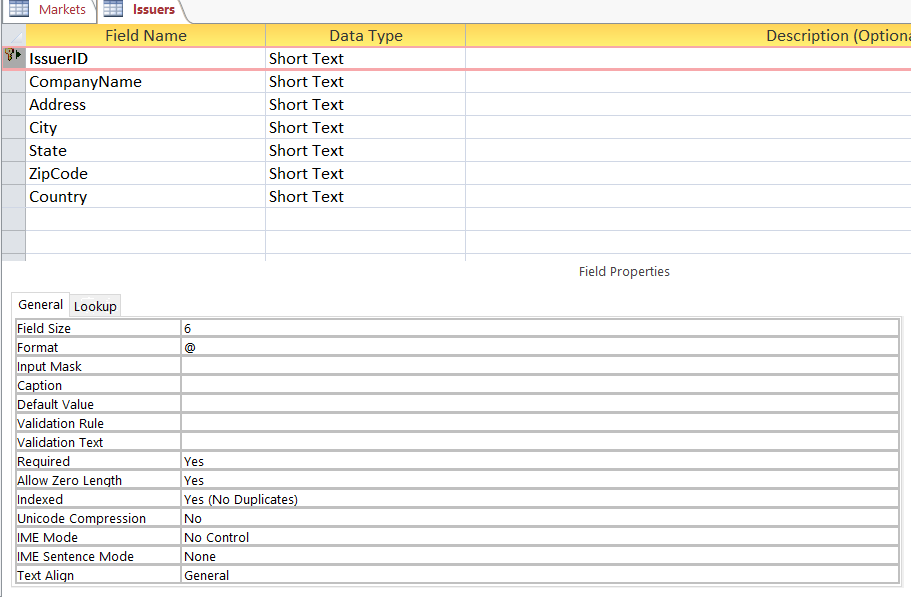 Markets Issuers
Field Name Data Type Description (Optiona
IssuerID Short Text
CompanyName Short Text
Address Short Text
City Short Text
State Short Text
ZipCode Short Text
Country Short Text
Field Properties
General Lookup
Field Size 6
Format @
Input Mask
Caption
Default Value
Validation Rule
Validation Text
Required Yes
Allow Zero Length Yes
Indexed Yes (No Duplicates)
Unicode Compression No
IME Mode No Control
IME Sentence Mode None
Text Align General